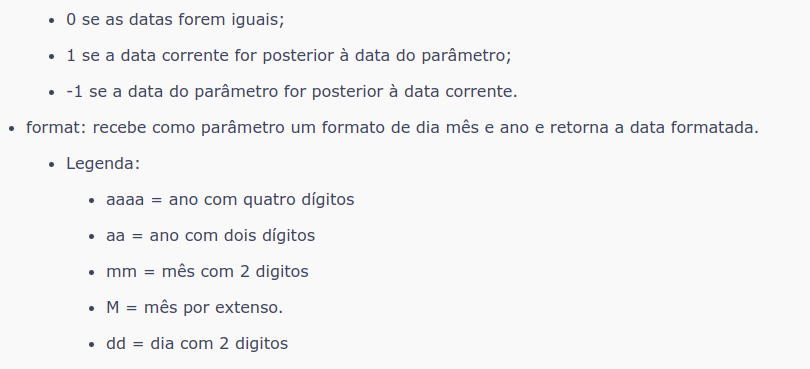 0 se as datas forem iguais;
1 se a data corrente for posterior à data do parâmetro;
-1 se a data do parâmetro for posterior à data corrente.
format: recebe como parâmetro um formato de dia mês e ano e retorna a data formatada.
Legenda:
aaaa = ano com quatro dígitos
aa = ano com dois dígitos
mm = mês com 2 digitos
M = mês por extenso.
dd = dia com 2 digitos